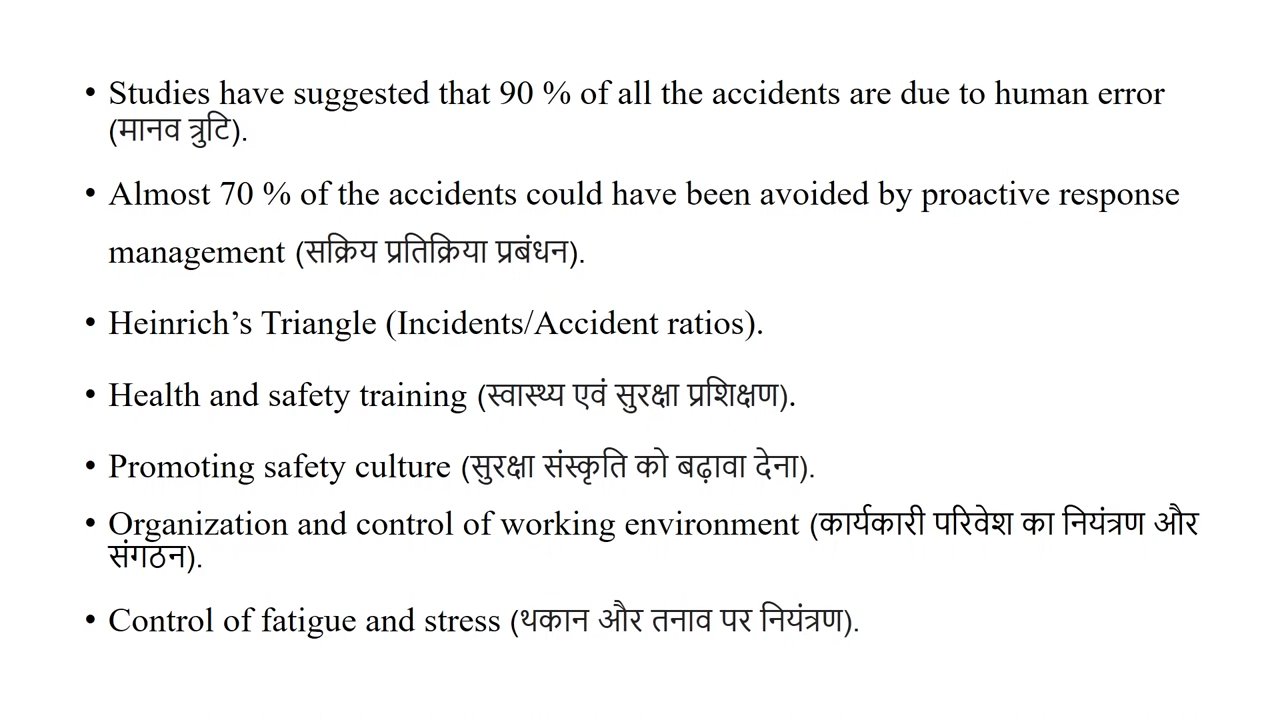 • Studies have suggested that 90 % of all the accidents are due to human error
(मानव त्रुटि).
• Almost 70 % of the accidents could have been avoided by proactive response
management (सक्रिय प्रतिक्रिया प्रबंधन).
• Heinrich’s Triangle (Incidents/Accident ratios).
• Health and safety training (स्वास्थ्य एवं सुरक्षा प्रशिक्षण).
• Promoting safety culture (सुरक्षा संस्कृति को बढ़ावा देना).
• Organization and control of working environment (कार्यकारी परिवेश का नियंत्रण और
संगठन).
• Control of fatigue and stress (थकान और तनाव पर नियंत्रण).